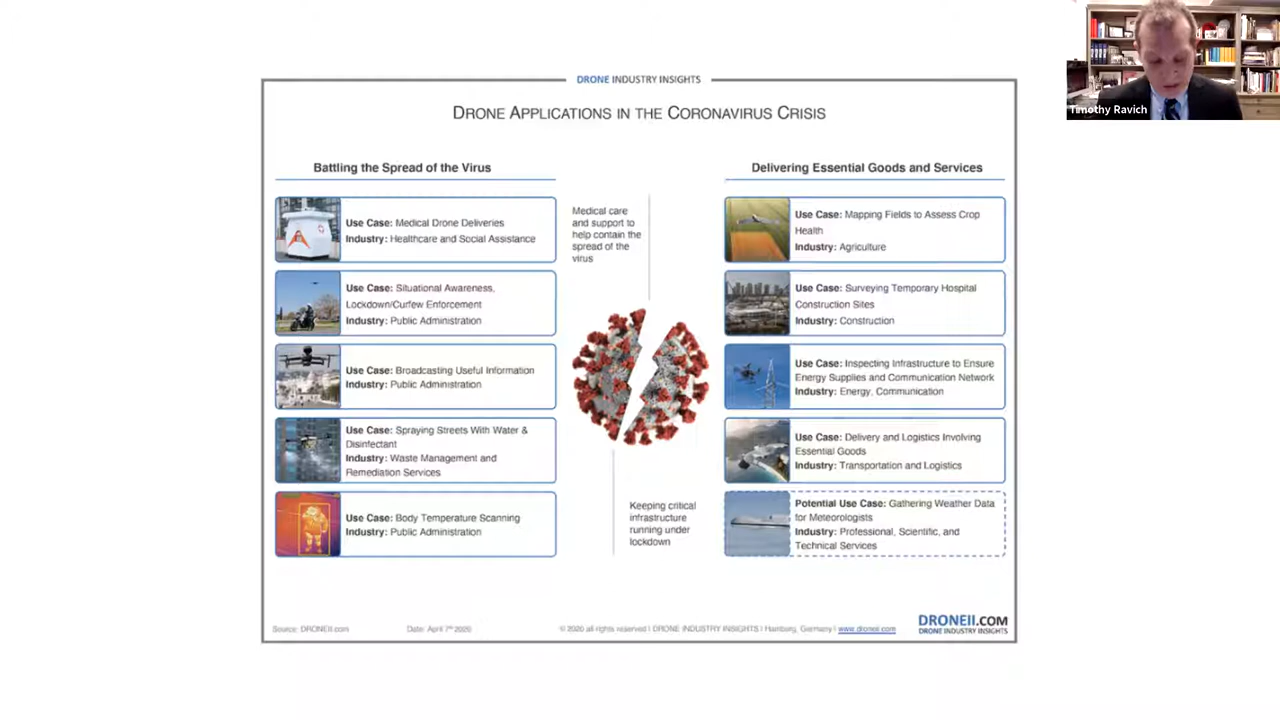 DRONE INDUSTRY INSIGHTS
DRONE APPLICATIONS IN THE CORONAVIRUS CRISIS
Timothy Ravich
Battling the Spread of the Virus
Use Case: Medical Drone Deliveries
Industry: Healthcare and Social Assistance
Use Case: Situational Awareness,
Lockdown/Curfew Enforcement
Industry: Public Administration
Use Case: Broadcasting Useful Information
Industry: Public Administration
Use Case: Spraying Streets With Water &
Disinfectant
Industry: Waste Management and
Remediation Services
Use Case: Body Temperature Scanning
Industry: Public Administration
Medical care
and support to
help contain the
spread of the
virus
Keeping critical
infrastructure
running under
lockdown
Delivering Essential Goods and Services
Use Case: Mapping Fields to Assess Crop
Health
Industry: Agriculture
Use Case: Surveying Temporary Hospital
Construction Sites
Industry: Construction
Use Case: Inspecting Infrastructure to Ensure
Energy Supplies and Communication Network
Industry: Energy, Communication
Use Case: Delivery and Logistics Involving
Essential Goods
Industry: Transportation and Logistics
Potential Use Case: Gathering Weather Data
for Meteorologists
Industry: Professional, Scientific, and
Technical Services
Source: DRONEII.com
Date: April 7th 2020
© 2020 all rights reserved | DRONE INDUSTRY INSIGHTS | Hamburg, Germany | www.droneii.com
DRONEII.COM
DRONE INDUSTRY INSIGHTS